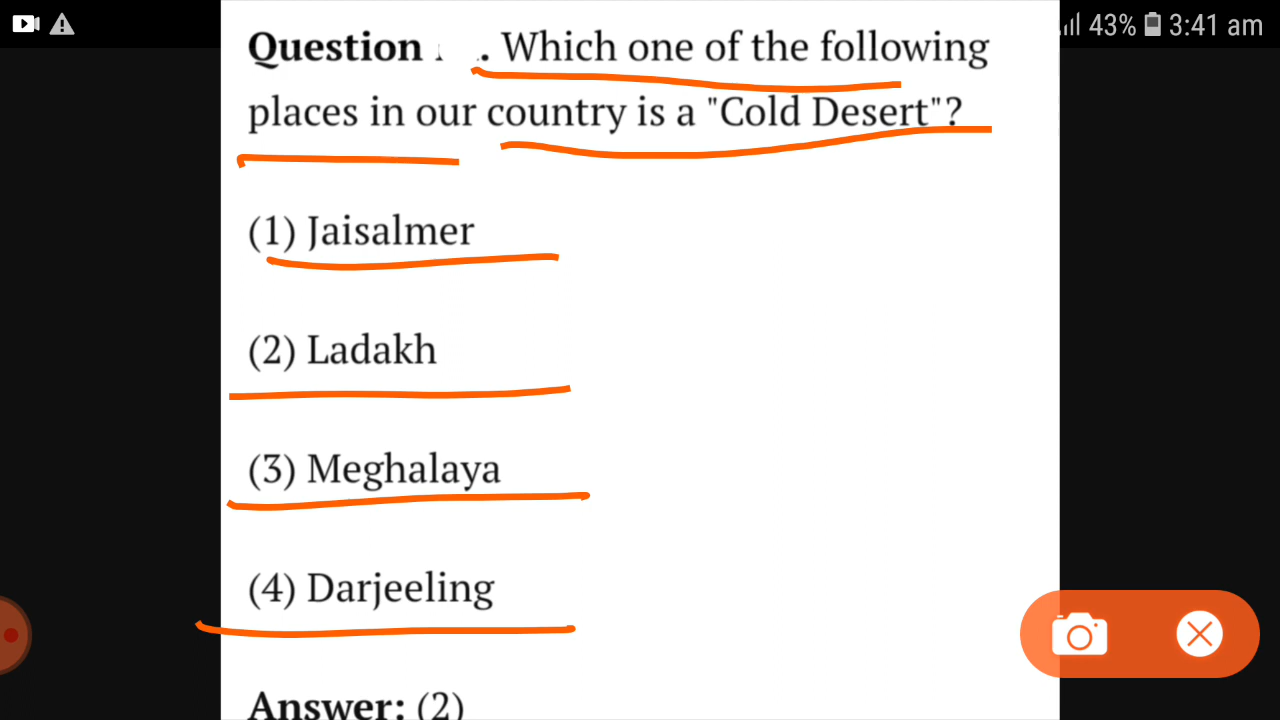 43% 3:41 am
Question . Which one of the following
places in our country is a "Cold Desert"?
(1) Jaisalmer
(2) Ladakh
(3) Meghalaya
(4) Darjeeling
Answer: (2)